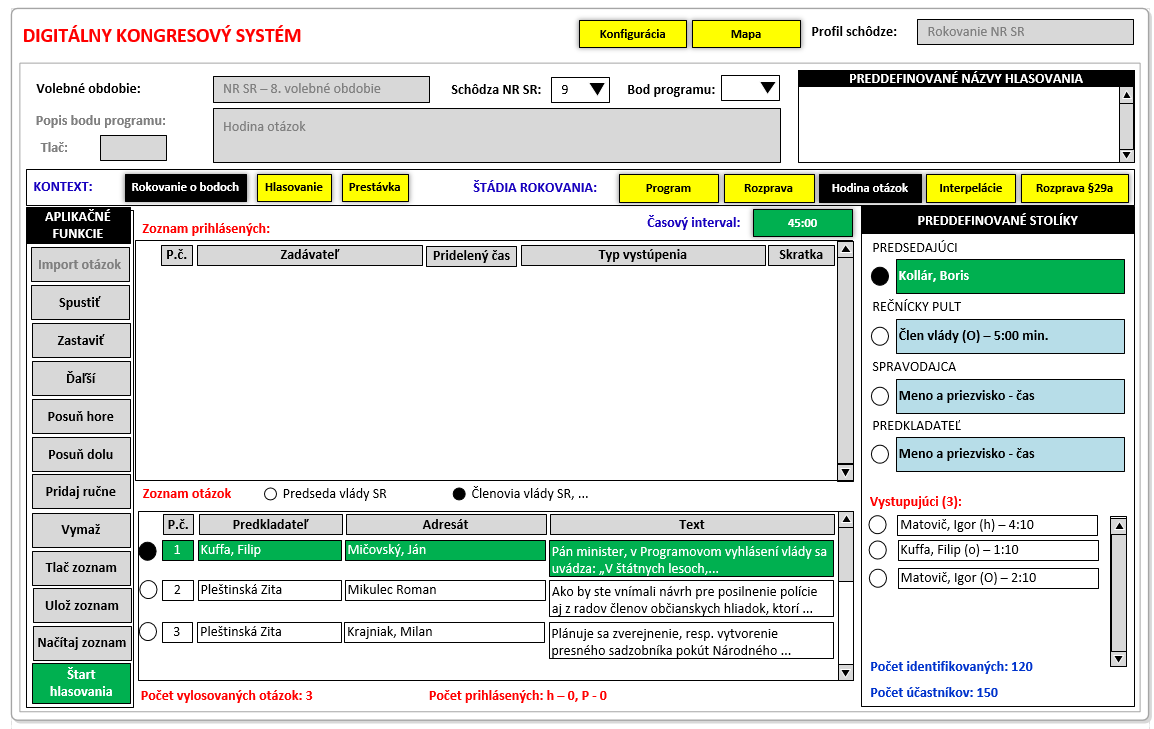 DIGITÁLNY KONGRESOVÝ SYSTÉM
Konfigurácia
Mapa
Profil schôdze:
Rokovanie NR SR
Volebné obdobie:
NR SR – 8. volebné obdobie
Schôdza NR SR:
9
Bod programu:
PREDDEFINOVANÉ NÁZVY HLASOVANIA
Popis bodu programu:
Hodina otázok
Tlač:
KONTEXT:
Rokovanie o bodoch
Hlasovanie
Prestávka
ŠTÁDIA ROKOVANIA:
Program
Rozprava
Hodina otázok
Interpelácie
Rozprava §29a
APLIKAČNÉ
FUNKCIE
Import otázok
Spustiť
Zastaviť
Ďaľší
Posuň hore
Posuň dolu
Pridaj ručne
Vymaž
Tlač zoznam
Ulož zoznam
Načítaj zoznam
Štart
hlasovania
Zoznam prihlásených:
Časový interval:
45:00
P.č.
Zadávateľ
Pridelený čas
Typ vystúpenia
Skratka
Zoznam otázok
Predseda vlády SR
Členovia vlády SR, ...
P.č.
Predkladateľ
Adresát
Text
1
Kuffa, Filip
Mičovský, Ján
Pán minister, v Programovom vyhlásení vlády sa
uvádza: „V štátnych lesoch,...
2
Pleštinská Zita
Mikulec Roman
Ako by ste vnímali návrh pre posilnenie polície
aj z radov členov občianskych hliadok, ktorí ...
3
Pleštinská Zita
Krajniak, Milan
Plánuje sa zverejnenie, resp. vytvorenie
presného sadzobníka pokút Národného ...
Počet vylosovaných otázok: 3
Počet prihlásených: h – 0, P - 0
PREDDEFINOVANÉ STOLÍKY
PREDSEDAJÚCI
Kollár, Boris
REČNÍCKY PULT
Člen vlády (O) – 5:00 min.
SPRAVODAJCA
Meno a priezvisko - čas
PREDKLADATEĽ
Meno a priezvisko - čas
Vystupujúci (3):
Matovič, Igor (h) – 4:10
Kuffa, Filip (o) – 1:10
Matovič, Igor (O) – 2:10
Počet identifikovaných: 120
Počet účastníkov: 150